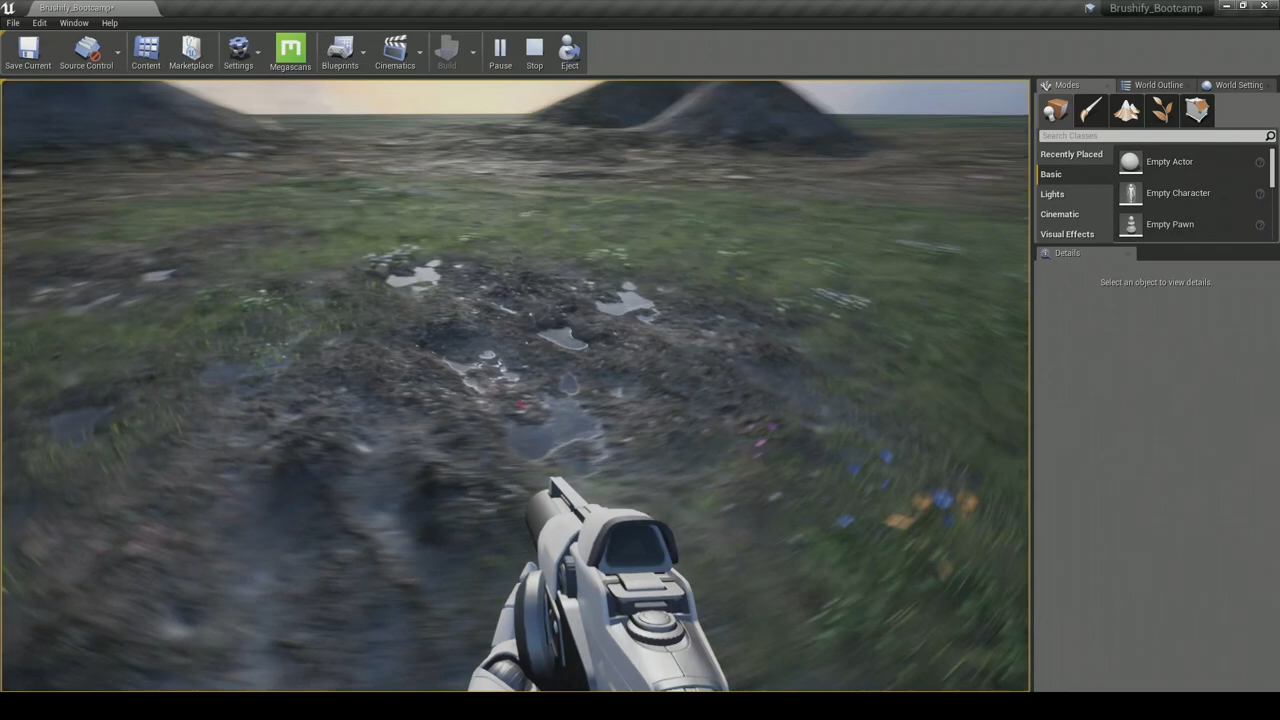 Brushify_Bootcamp*
Brushify_Bootcamp
File Edit Window Help
Save Current Source Control Content Marketplace Settings Megascans Blueprints Cinematics Build Pause Stop Eject
Modes World Outline World Setting
Search Classes
Recently Placed
Basic
Lights
Cinematic
Visual Effects
Empty Actor
Empty Character
Empty Pawn
Details
Select an object to view details.